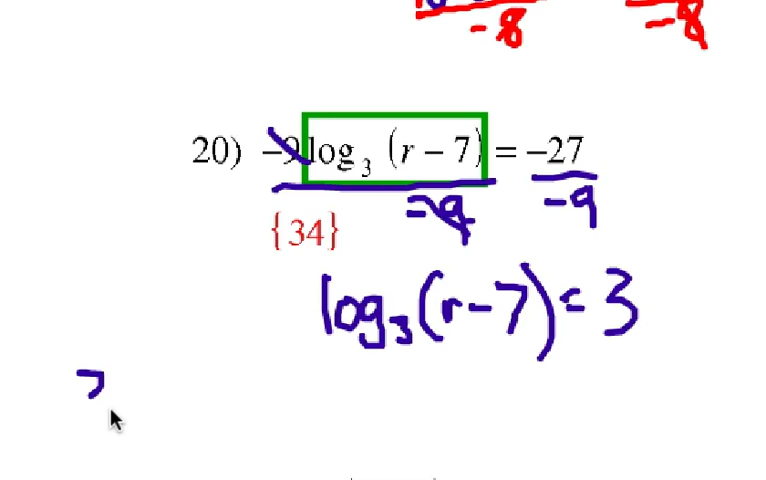 -8 -8
20) -9log₃ (r − 7) = −27
-9 -9
{34}
log₃(r-7)=3